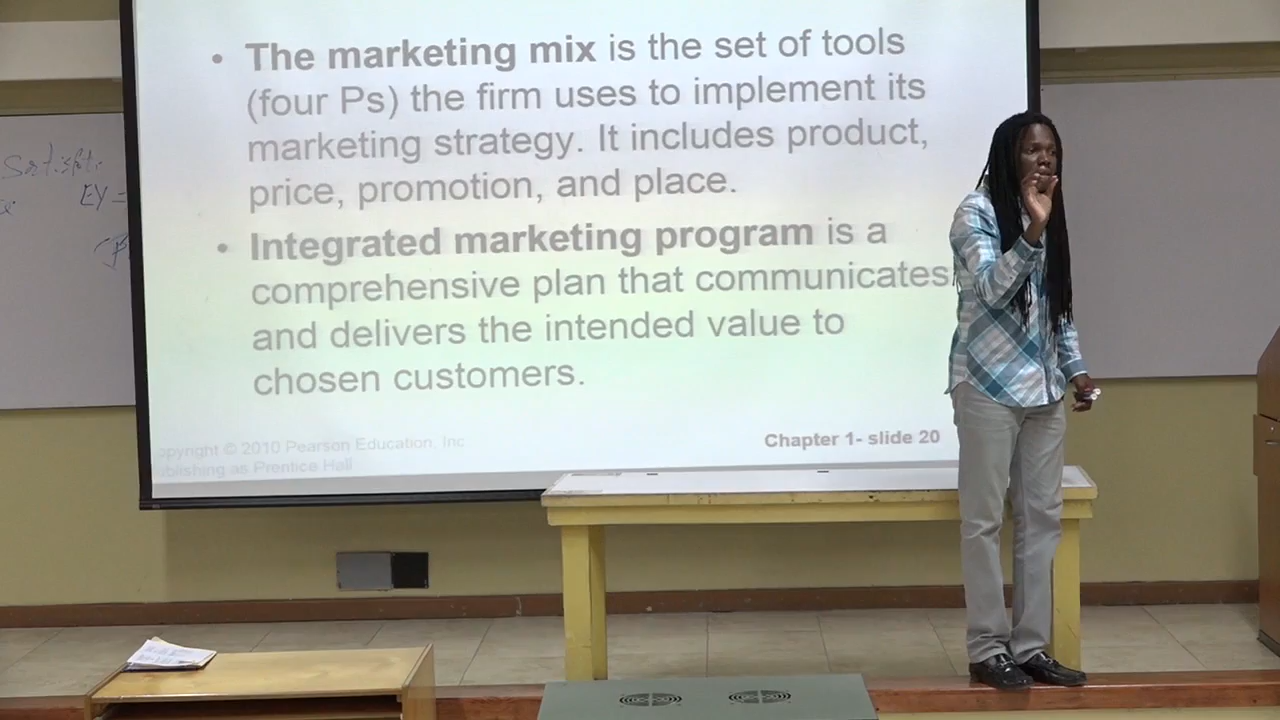 • The marketing mix is the set of tools
(four Ps) the firm uses to implement its
marketing strategy. It includes product,
price, promotion, and place.
• Integrated marketing program is a
comprehensive plan that communicates
and delivers the intended value to
chosen customers.
opyright © 2010 Pearson Education, Inc
blishing as Prentice Hall
Chapter 1- slide 20
EY =